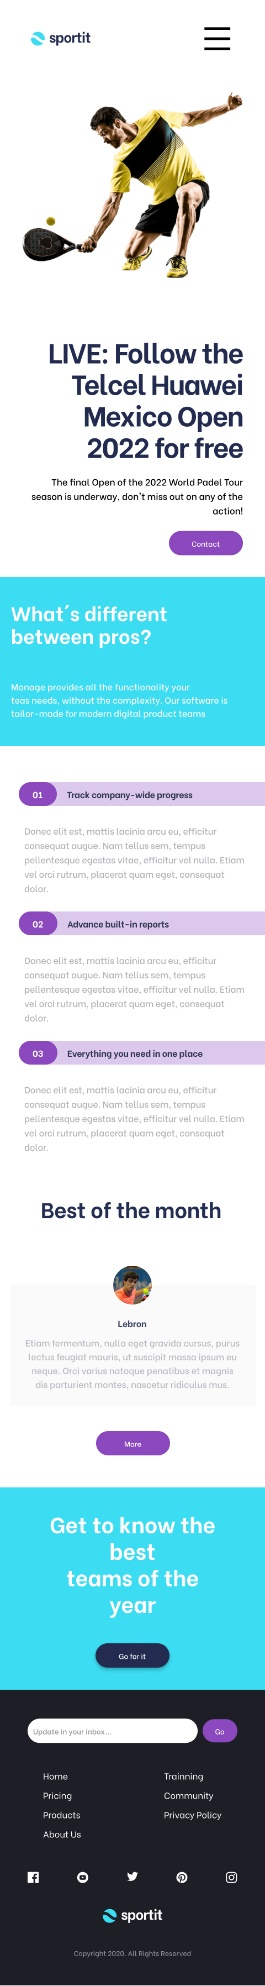 sportit
LIVE: Follow the
Telcel Huawei
Mexico Open
2022 for free
The final Open of the 2022 World Padel Tour
season is underway, don't miss out on any of the
action!
Contact
What´s different
between pros?
Manage provides all the functionality your
teas needs, without the complexity. Our software is
tailor-made for modern digital product teams
01 Track company-wide progress
Donec elit est, mattis lacinia arcu eu, efficitur
consequat augue. Nam tellus sem, tempus
pellentesque egestas vitae, efficitur vel nulla. Etiam
vel orci rutrum, placerat quam eget, consequat
dolor.
02 Advance built-in reports
Donec elit est, mattis lacinia arcu eu, efficitur
consequat augue. Nam tellus sem, tempus
pellentesque egestas vitae, efficitur vel nulla. Etiam
vel orci rutrum, placerat quam eget, consequat
dolor.
03 Everything you need in one place
Donec elit est, mattis lacinia arcu eu, efficitur
consequat augue. Nam tellus sem, tempus
pellentesque egestas vitae, efficitur vel nulla. Etiam
vel orci rutrum, placerat quam eget, consequat
dolor.
Best of the month
Lebron
Etiam fermentum, nulla eget gravida cursus, purus
lectus feugiat mauris, ut suscipit massa ipsum eu
neque. Orci varius natoque penatibus et magnis
dis parturient montes, nascetur ridiculus mus.
More
Get to know the
best
teams of the
year
Go for it
Update in your inbox...
Go
Home
Pricing
Products
About Us
Trainning
Community
Privacy Policy
sportit
Copyright 2020. All Rights Reserved